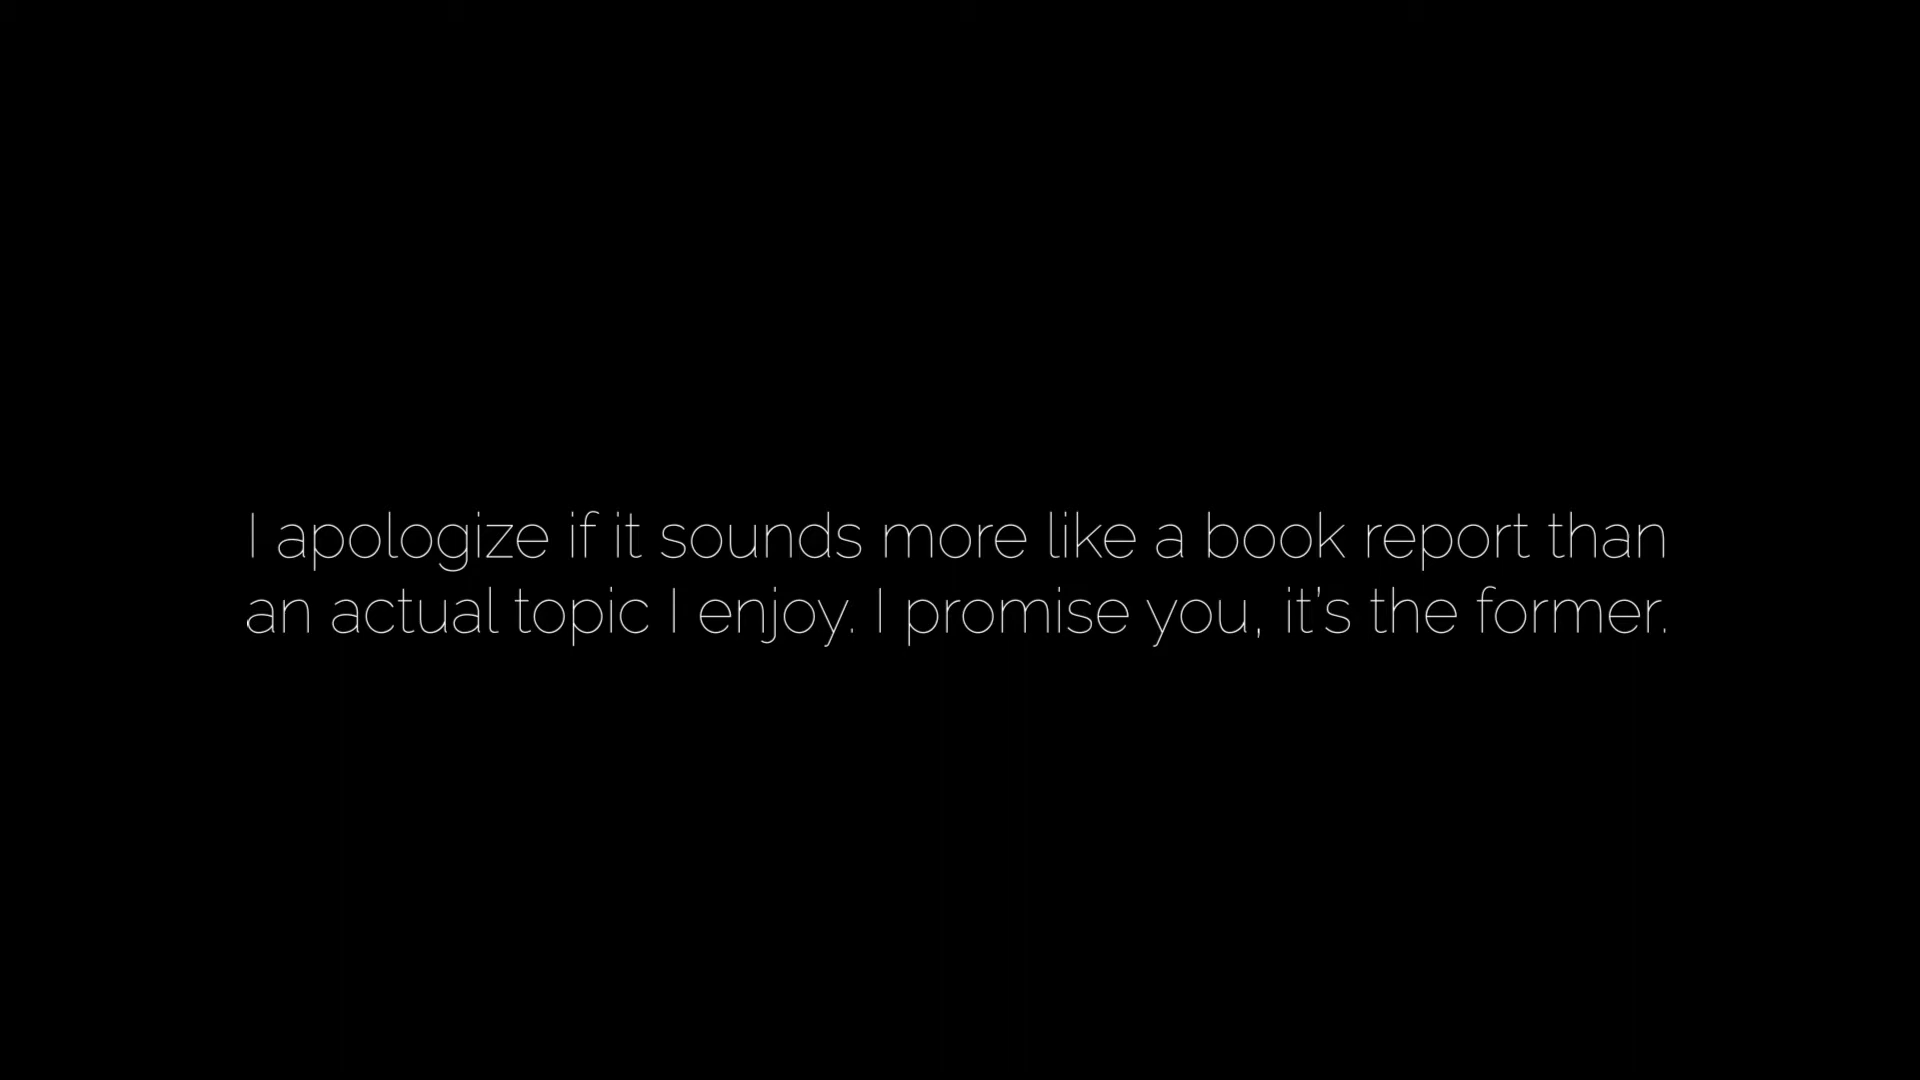 I apologize if it sounds more like a book report than
an actual topic I enjoy. I promise you, it’s the former.